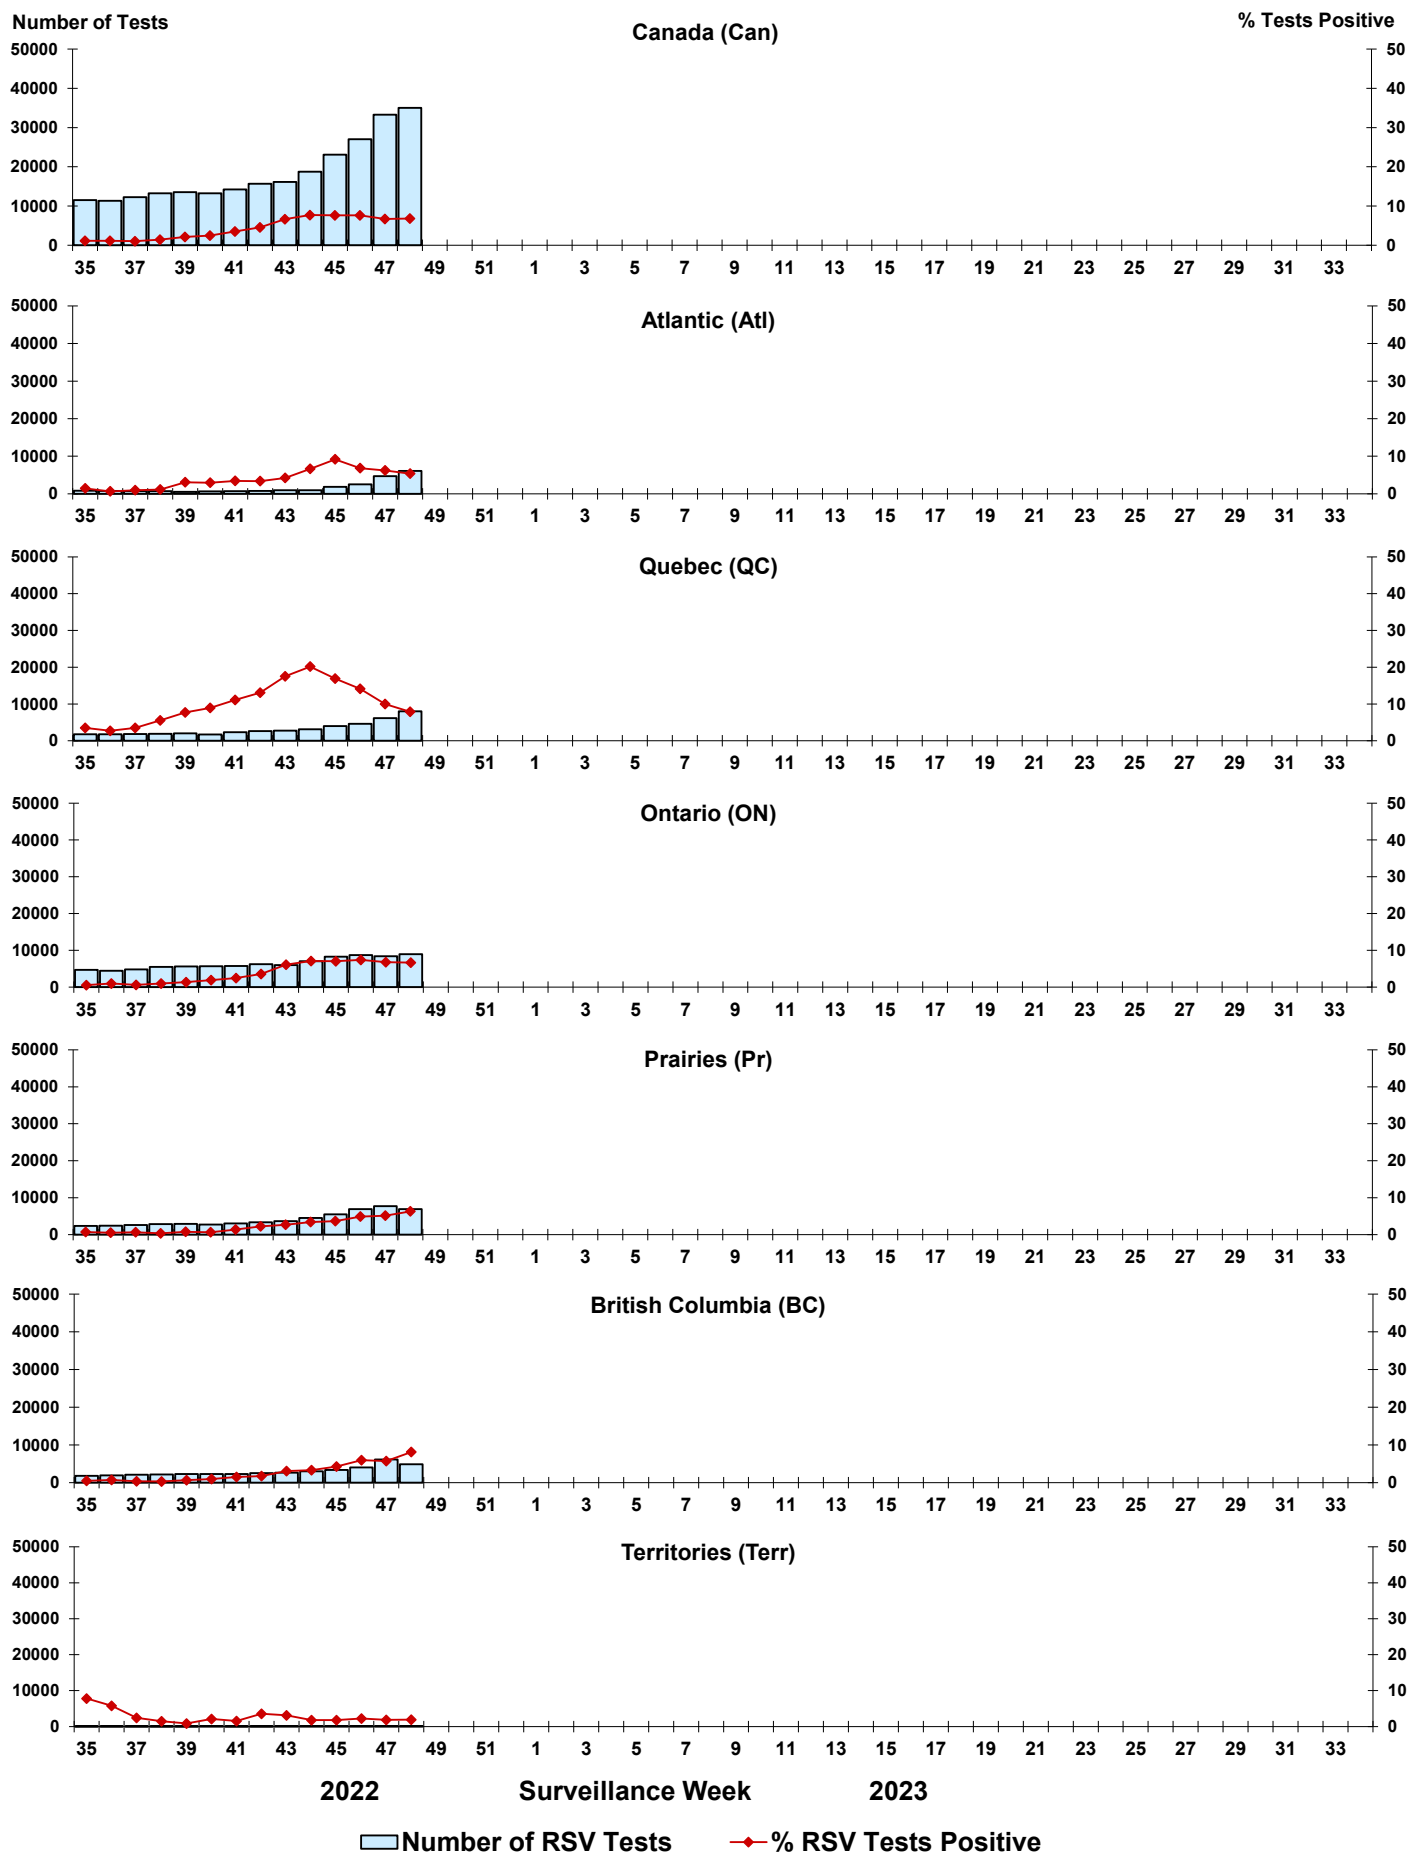 Number of Tests
Canada (Can)
% Tests Positive
50000 50
40000 40
30000 30
20000 20
10000 10
0 0
35 37 39 41 43 45 47 49 51 1 3 5 7 9 11 13 15 17 19 21 23 25 27 29 31 33
Atlantic (Atl)
50000 50
40000 40
30000 30
20000 20
10000 10
0 0
35 37 39 41 43 45 47 49 51 1 3 5 7 9 11 13 15 17 19 21 23 25 27 29 31 33
Quebec (QC)
50000 50
40000 40
30000 30
20000 20
10000 10
0 0
35 37 39 41 43 45 47 49 51 1 3 5 7 9 11 13 15 17 19 21 23 25 27 29 31 33
Ontario (ON)
50000 50
40000 40
30000 30
20000 20
10000 10
0 0
35 37 39 41 43 45 47 49 51 1 3 5 7 9 11 13 15 17 19 21 23 25 27 29 31 33
Prairies (Pr)
50000 50
40000 40
30000 30
20000 20
10000 10
0 0
35 37 39 41 43 45 47 49 51 1 3 5 7 9 11 13 15 17 19 21 23 25 27 29 31 33
British Columbia (BC)
50000 50
40000 40
30000 30
20000 20
10000 10
0 0
35 37 39 41 43 45 47 49 51 1 3 5 7 9 11 13 15 17 19 21 23 25 27 29 31 33
Territories (Terr)
50000 50
40000 40
30000 30
20000 20
10000 10
0 0
35 37 39 41 43 45 47 49 51 1 3 5 7 9 11 13 15 17 19 21 23 25 27 29 31 33
2022 Surveillance Week 2023
Number of RSV Tests % RSV Tests Positive